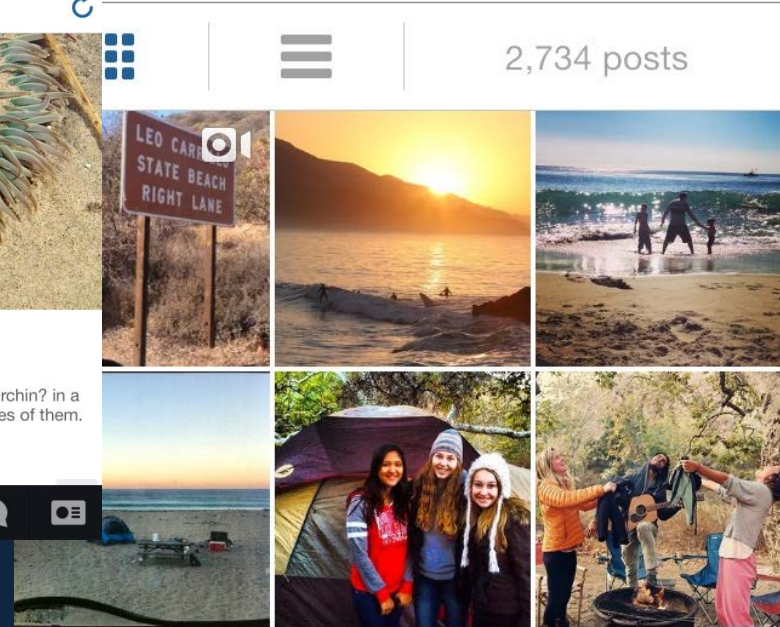 2,734 posts
LEO CARR
STATE BEACH
RIGHT LANE
rchin? in a
es of them.